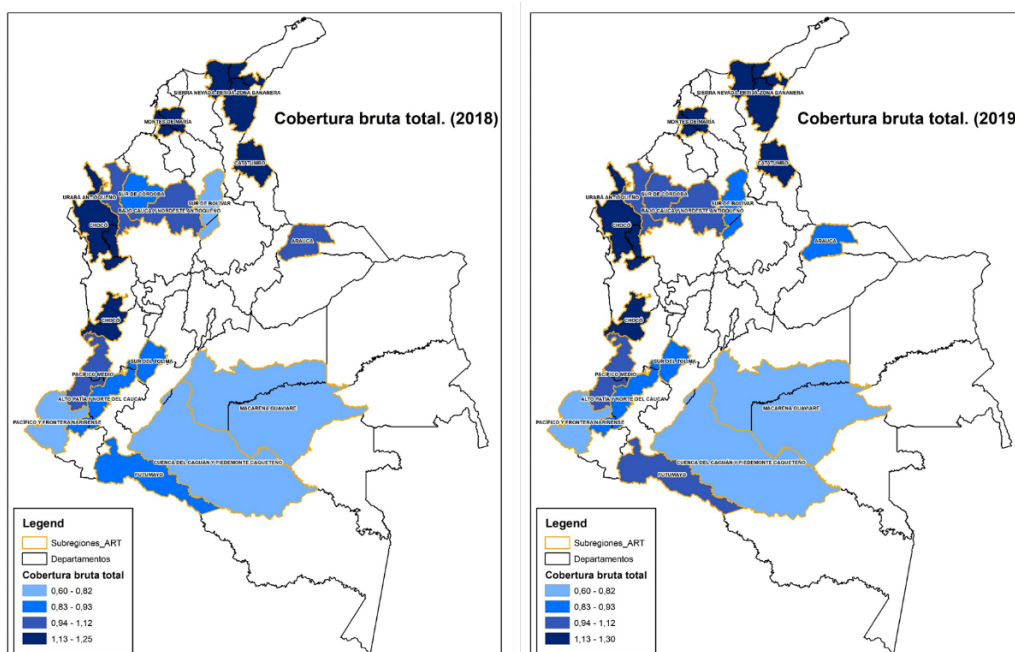 Cobertura bruta total. (2018)
SIERRA NEVADA-PERIJÁ-ZONA BANANERA
MONTES DE MARÍA
CATATUMBO
URABÁ ANTIOQUEÑO
SUR DE CÓRDOBA
SUR DE BOLÍVAR
BAJO CAUCA Y NORDESTE ANTIOQUEÑO
CHOCÓ
ARAUCA
CHOCÓ
SUR DEL TOLIMA
PACÍFICO MEDIO
ALTO PATÍA Y NORTE DEL CAUCA
MACARENA GUAVIARE
PACÍFICO Y FRONTERA NARIÑENSE
CUENCA DEL CAGUÁN Y PIEDEMONTE CAQUETEÑO
PUTUMAYO
Legend
Subregiones_ART
Departamentos
Cobertura bruta total
0,60 - 0,82
0,83 - 0,93
0,94 - 1,12
1,13 - 1,25
Cobertura bruta total. (2019
SIERRA NEVADA-PERIJÁ-ZONA BANANERA
MONTES DE MARÍA
CATATUMBO
URABÁ ANTIOQUEÑO
SUR DE CÓRDOBA
SUR DE BOLÍVAR
BAJO CAUCA Y NORDESTE ANTIOQUEÑO
CHOCÓ
ARAUCA
CHOCÓ
SUR DEL TOLIMA
PACÍFICO MEDIO
ALTO PATÍA Y NORTE DEL CAUCA
MACARENA GUAVIARE
PACÍFICO Y FRONTERA NARIÑENSE
CUENCA DEL CAGUÁN Y PIEDEMONTE CAQUETEÑO
PUTUMAYO
Legend
Subregiones_ART
Departamentos
Cobertura bruta total
0,60 - 0,82
0,83 - 0,93
0,94 - 1,12
1,13 - 1,30